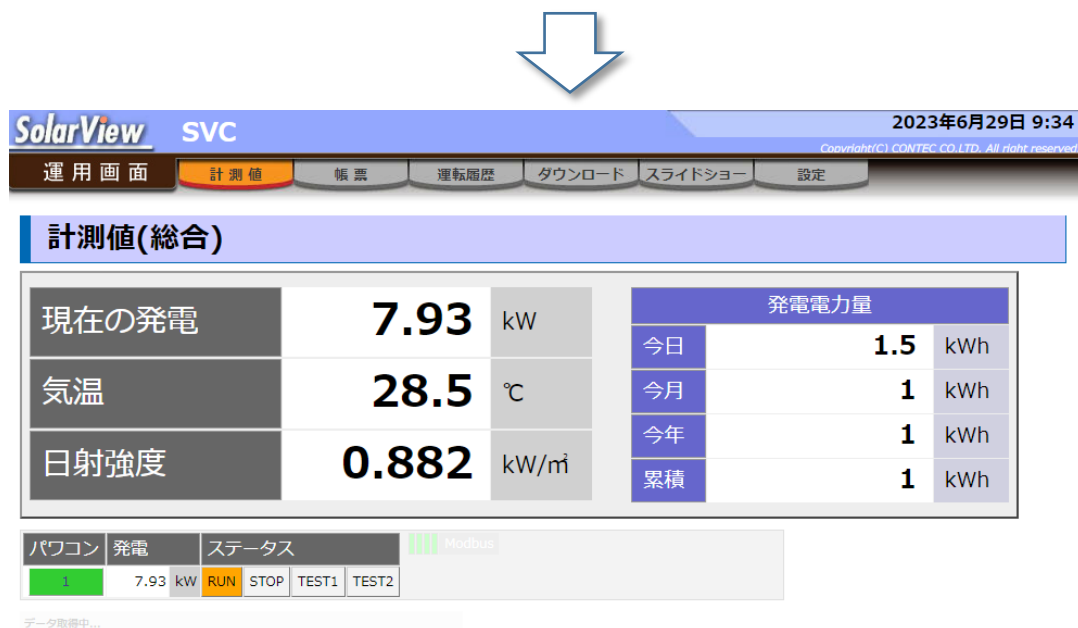 SolarView SVC 2023年6月29日 9:34
Copyright(C) CONTEC CO.,LTD. All right reserved.
運用画面 計測値 帳票 運転履歴 ダウンロード スライドショー 設定
計測値(総合)
現在の発電 7.93 kW
気温 28.5 ℃
日射強度 0.882 kW/㎡
発電電力量
今日 1.5 kWh
今月 1 kWh
今年 1 kWh
累積 1 kWh
パワコン 発電 ステータス Modbus
1 7.93 kW RUN STOP TEST1 TEST2
データ取得中...